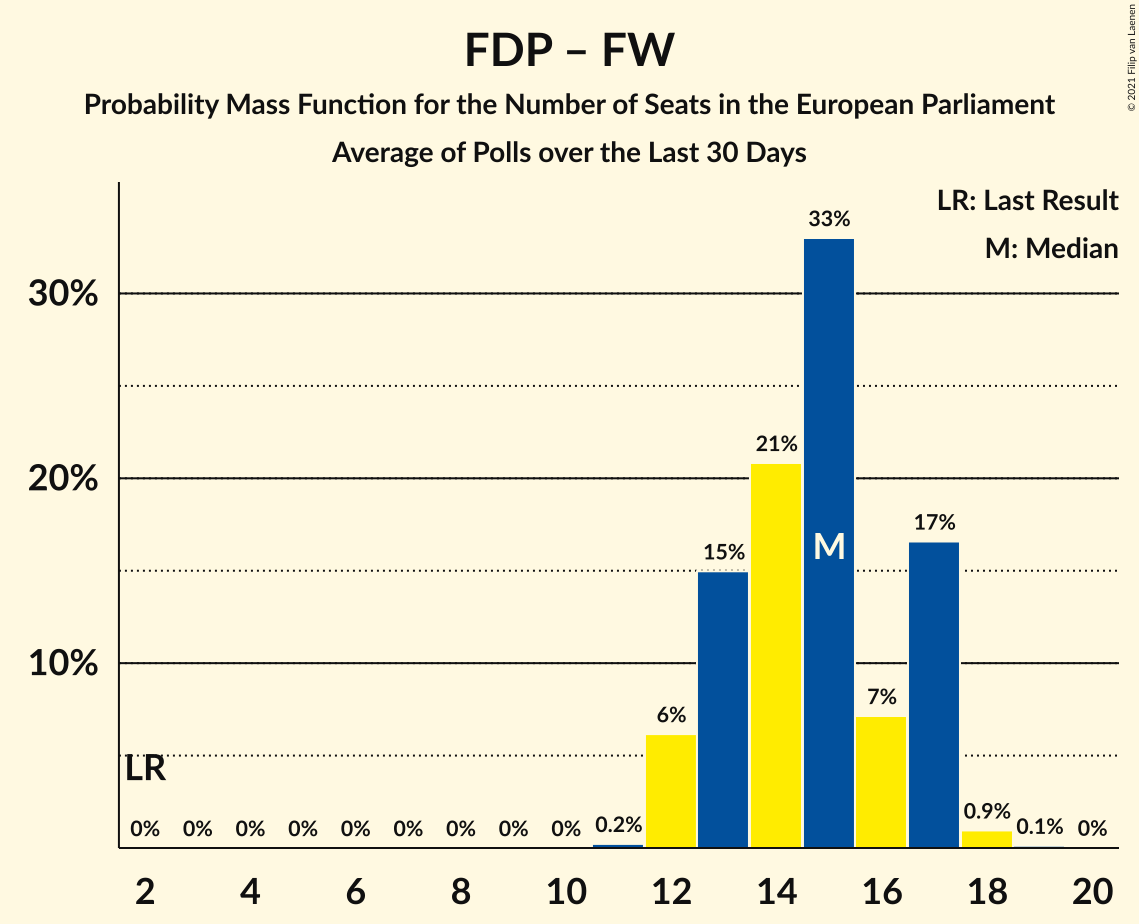 FDP – FW
Probability Mass Function for the Number of Seats in the European Parliament
Average of Polls over the Last 30 Days
© 2021 Filip van Laenen
LR: Last Result
M: Median
30%
20%
10%
LR
0% 0% 0% 0% 0% 0% 0% 0% 0% 0.2% 6% 15% 21% 33% 7% 17% 0.9% 0.1% 0%
M
2 4 6 8 10 12 14 16 18 20